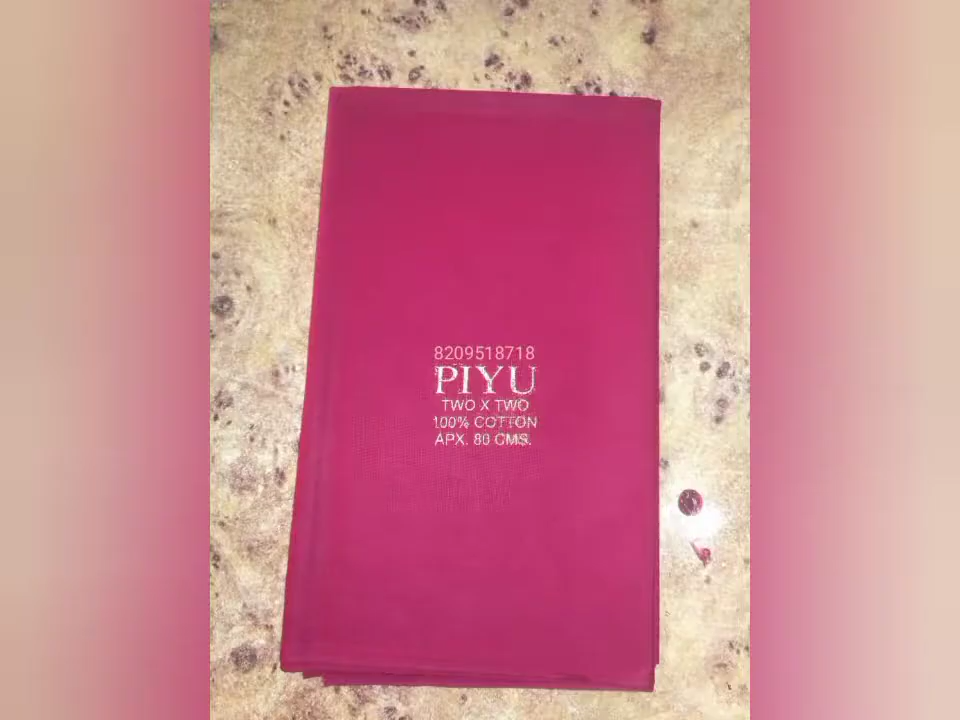 8209518718
PIYU
TWO X TWO
100% COTTON
APX. 80 CMS.